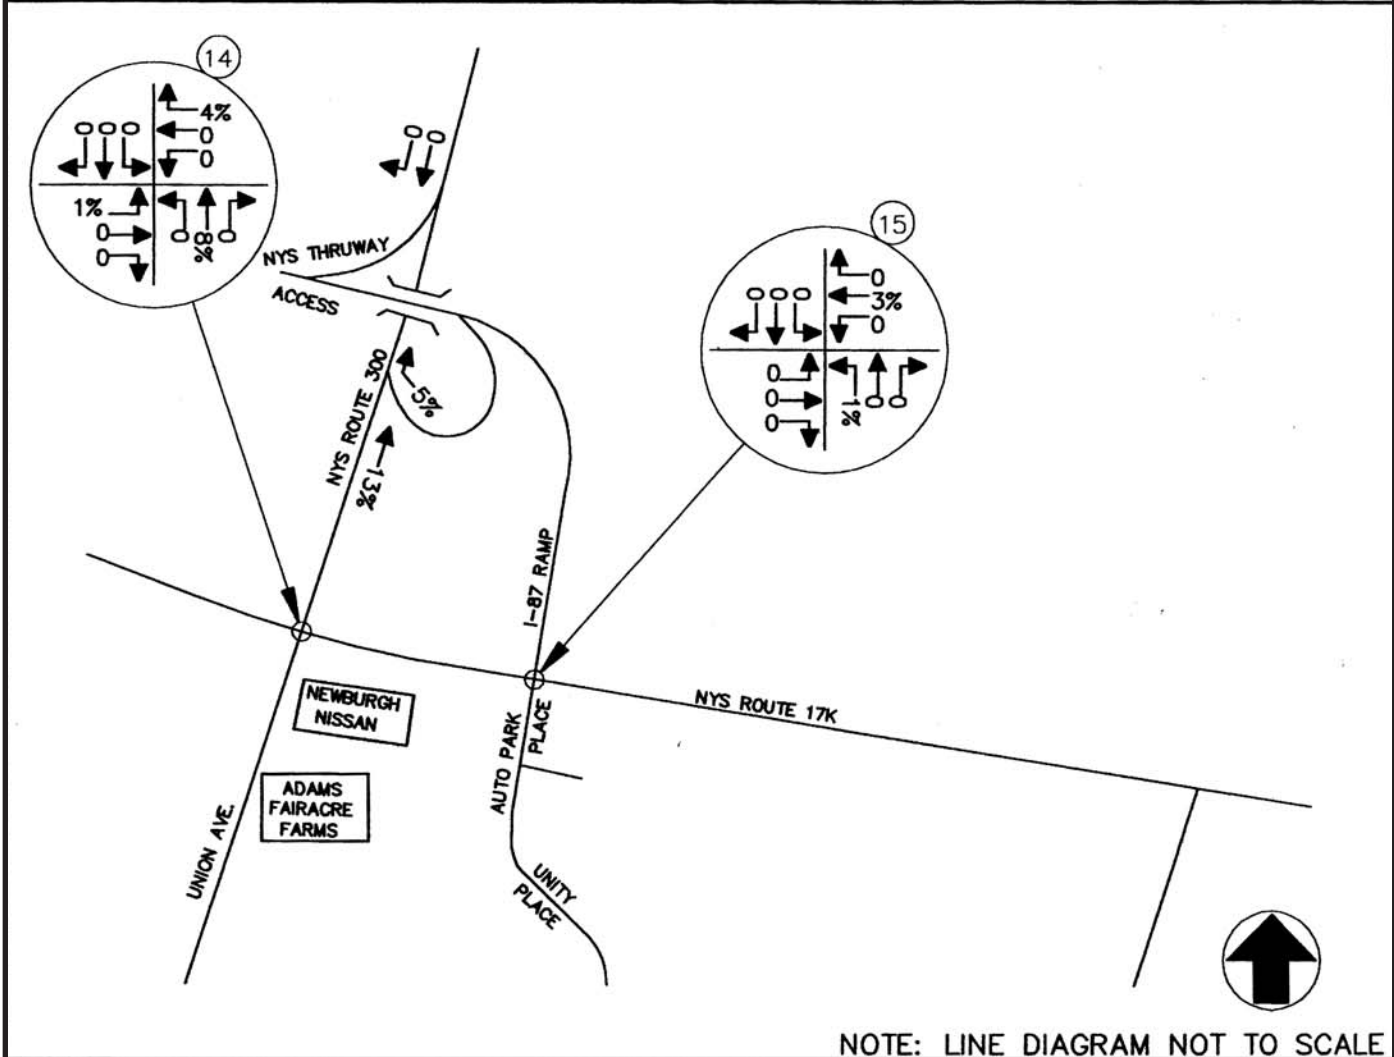 14
4%
0
0
0 0 0
1%
0
0
0 8% 0
0 0
NYS THRUWAY
ACCESS
15
0
3%
0
0 0 0
0
0
0
1% 0 0
NYS ROUTE 300
5%
13%
I-87 RAMP
NEWBURGH
NISSAN
NYS ROUTE 17K
AUTO PARK
PLACE
ADAMS
FAIRACRE
FARMS
UNION AVE.
UNITY
PLACE
NOTE: LINE DIAGRAM NOT TO SCALE